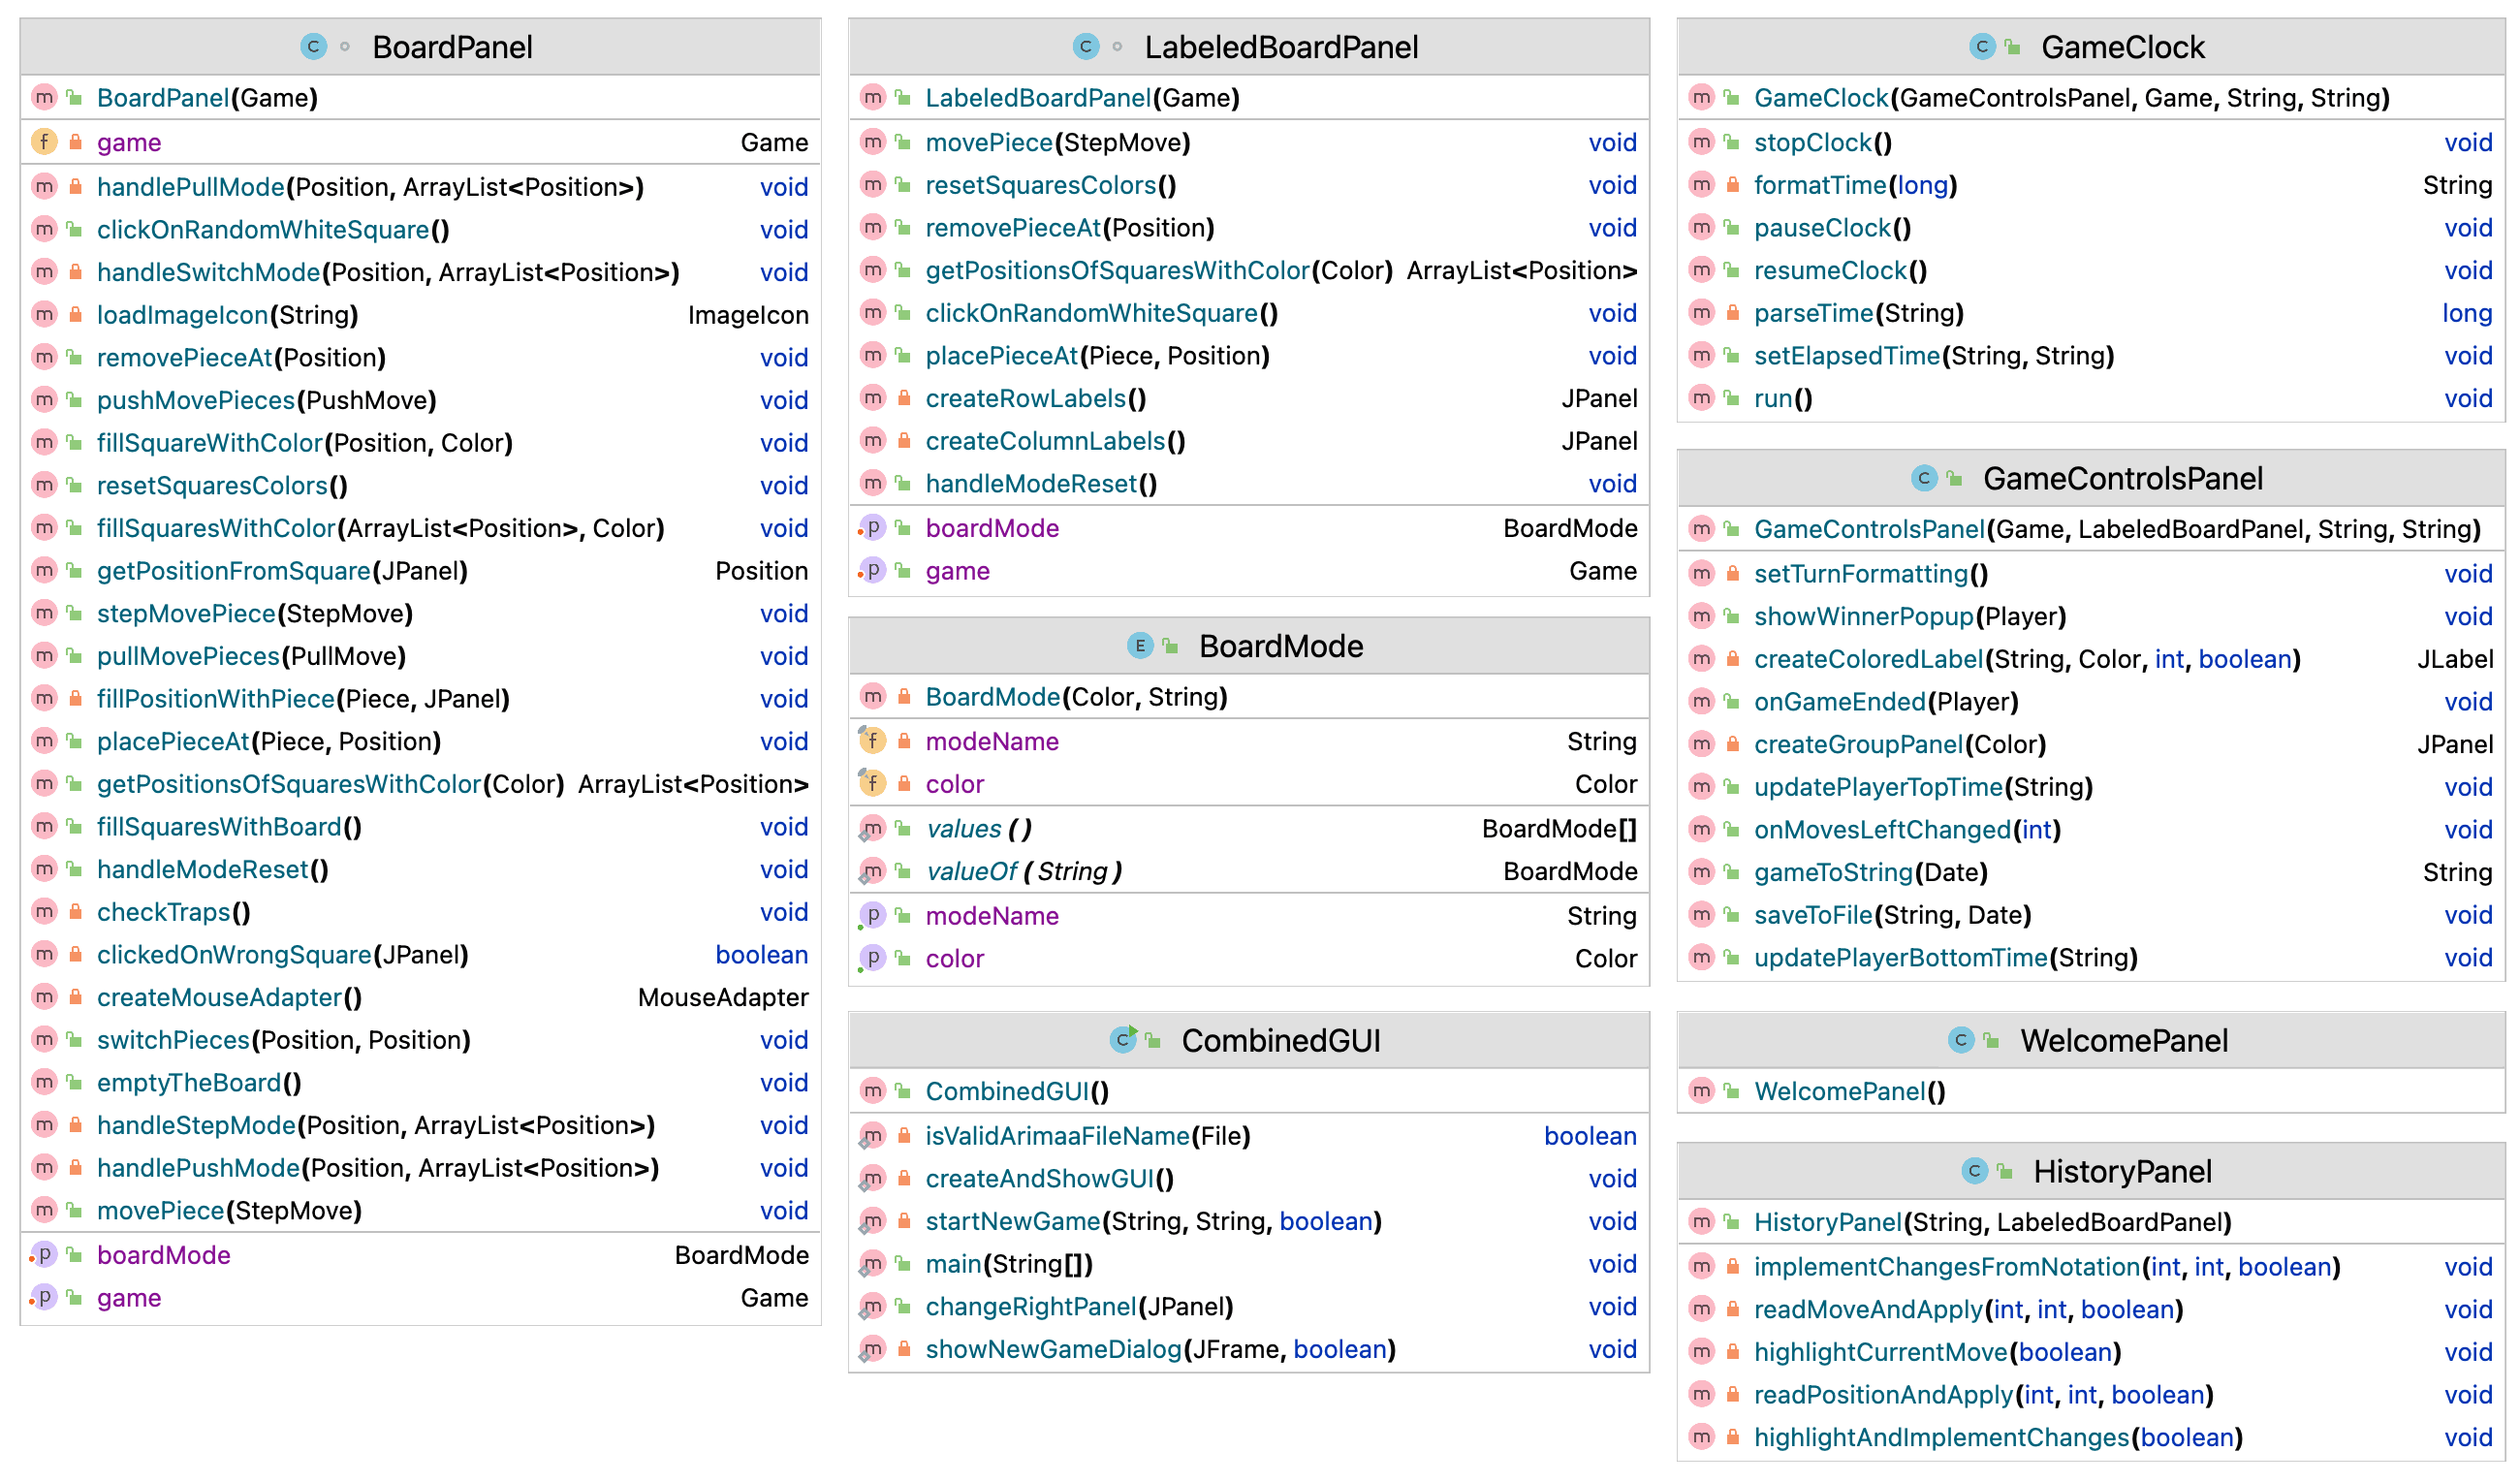 BoardPanel
BoardPanel(Game)
game Game
handlePullMode(Position, ArrayList<Position>) void
clickOnRandomWhiteSquare() void
handleSwitchMode(Position, ArrayList<Position>) void
loadImageIcon(String) ImageIcon
removePieceAt(Position) void
pushMovePieces(PushMove) void
fillSquareWithColor(Position, Color) void
resetSquaresColors() void
fillSquaresWithColor(ArrayList<Position>, Color) void
getPositionFromSquare(JPanel) Position
stepMovePiece(StepMove) void
pullMovePieces(PullMove) void
fillPositionWithPiece(Piece, JPanel) void
placePieceAt(Piece, Position) void
getPositionsOfSquaresWithColor(Color) ArrayList<Position>
fillSquaresWithBoard() void
handleModeReset() void
checkTraps() void
clickedOnWrongSquare(JPanel) boolean
createMouseAdapter() MouseAdapter
switchPieces(Position, Position) void
emptyTheBoard() void
handleStepMode(Position, ArrayList<Position>) void
handlePushMode(Position, ArrayList<Position>) void
movePiece(StepMove) void
boardMode BoardMode
game Game
LabeledBoardPanel
LabeledBoardPanel(Game)
movePiece(StepMove) void
resetSquaresColors() void
removePieceAt(Position) void
getPositionsOfSquaresWithColor(Color) ArrayList<Position>
clickOnRandomWhiteSquare() void
placePieceAt(Piece, Position) void
createRowLabels() JPanel
createColumnLabels() JPanel
handleModeReset() void
boardMode BoardMode
game Game
BoardMode
BoardMode(Color, String)
modeName String
color Color
values() BoardMode[]
valueOf(String) BoardMode
modeName String
color Color
CombinedGUI
CombinedGUI()
isValidArimaaFileName(File) boolean
createAndShowGUI() void
startNewGame(String, String, boolean) void
main(String[]) void
changeRightPanel(JPanel) void
showNewGameDialog(JFrame, boolean) void
GameClock
GameClock(GameControlsPanel, Game, String, String)
stopClock() void
formatTime(long) String
pauseClock() void
resumeClock() void
parseTime(String) long
setElapsedTime(String, String) void
run() void
GameControlsPanel
GameControlsPanel(Game, LabeledBoardPanel, String, String)
setTurnFormatting() void
showWinnerPopup(Player) void
createColoredLabel(String, Color, int, boolean) JLabel
onGameEnded(Player) void
createGroupPanel(Color) JPanel
updatePlayerTopTime(String) void
onMovesLeftChanged(int) void
gameToString(Date) String
saveToFile(String, Date) void
updatePlayerBottomTime(String) void
WelcomePanel
WelcomePanel()
HistoryPanel
HistoryPanel(String, LabeledBoardPanel)
implementChangesFromNotation(int, int, boolean) void
readMoveAndApply(int, int, boolean) void
highlightCurrentMove(boolean) void
readPositionAndApply(int, int, boolean) void
highlightAndImplementChanges(boolean) void